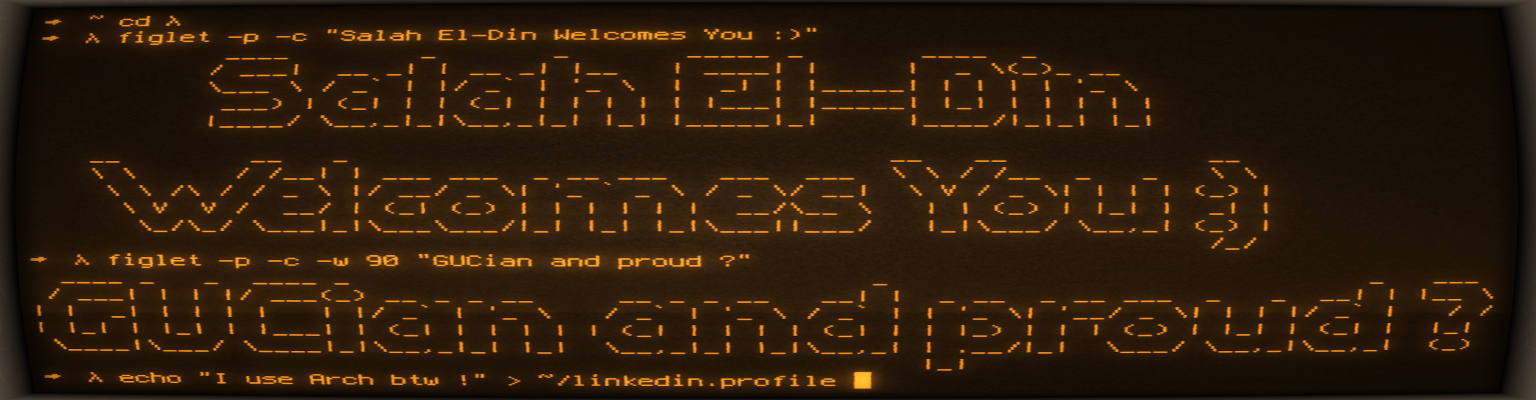 → ~ cd λ
→ λ figlet -p -c "Salah El-Din Welcomes You :)"
Salah El-Din
Welcomes You :)
→ λ figlet -p -c -w 90 "GUCian and proud ?"
GUCian and proud ?
→ λ echo "I use Arch btw !" > ~/linkedin.profile